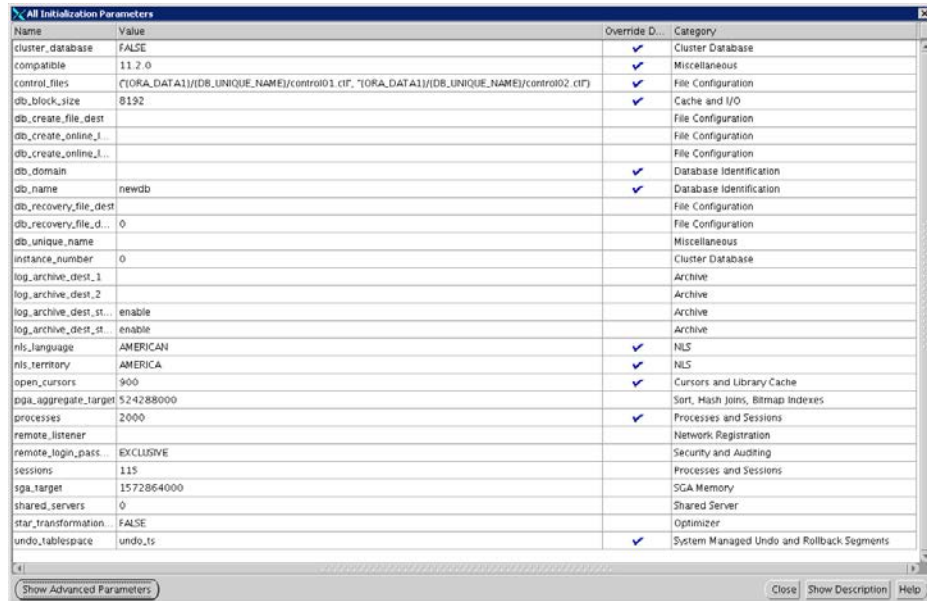 All Initialization Parameters
Name Value Override D... Category
cluster_database FALSE Cluster Database
compatible 11.2.0 Miscellaneous
control_files ("{ORA_DATA1}/{DB_UNIQUE_NAME}/control01.ctl", "{ORA_DATA1}/{DB_UNIQUE_NAME}/control02.ctl") File Configuration
db_block_size 8192 Cache and I/O
db_create_file_dest File Configuration
db_create_online_l... File Configuration
db_create_online_l... File Configuration
db_domain Database Identification
db_name newdb Database Identification
db_recovery_file_dest File Configuration
db_recovery_file_d... 0 File Configuration
db_unique_name Miscellaneous
instance_number 0 Cluster Database
log_archive_dest_1 Archive
log_archive_dest_2 Archive
log_archive_dest_st... enable Archive
log_archive_dest_st... enable Archive
nls_language AMERICAN NLS
nls_territory AMERICA NLS
open_cursors 900 Cursors and Library Cache
pga_aggregate_target 524288000 Sort, Hash Joins, Bitmap Indexes
processes 2000 Processes and Sessions
remote_listener Network Registration
remote_login_pass... EXCLUSIVE Security and Auditing
sessions 115 Processes and Sessions
sga_target 1572864000 SGA Memory
shared_servers 0 Shared Server
star_transformation... FALSE Optimizer
undo_tablespace undo_ts System Managed Undo and Rollback Segments
Show Advanced Parameters Close Show Description Help